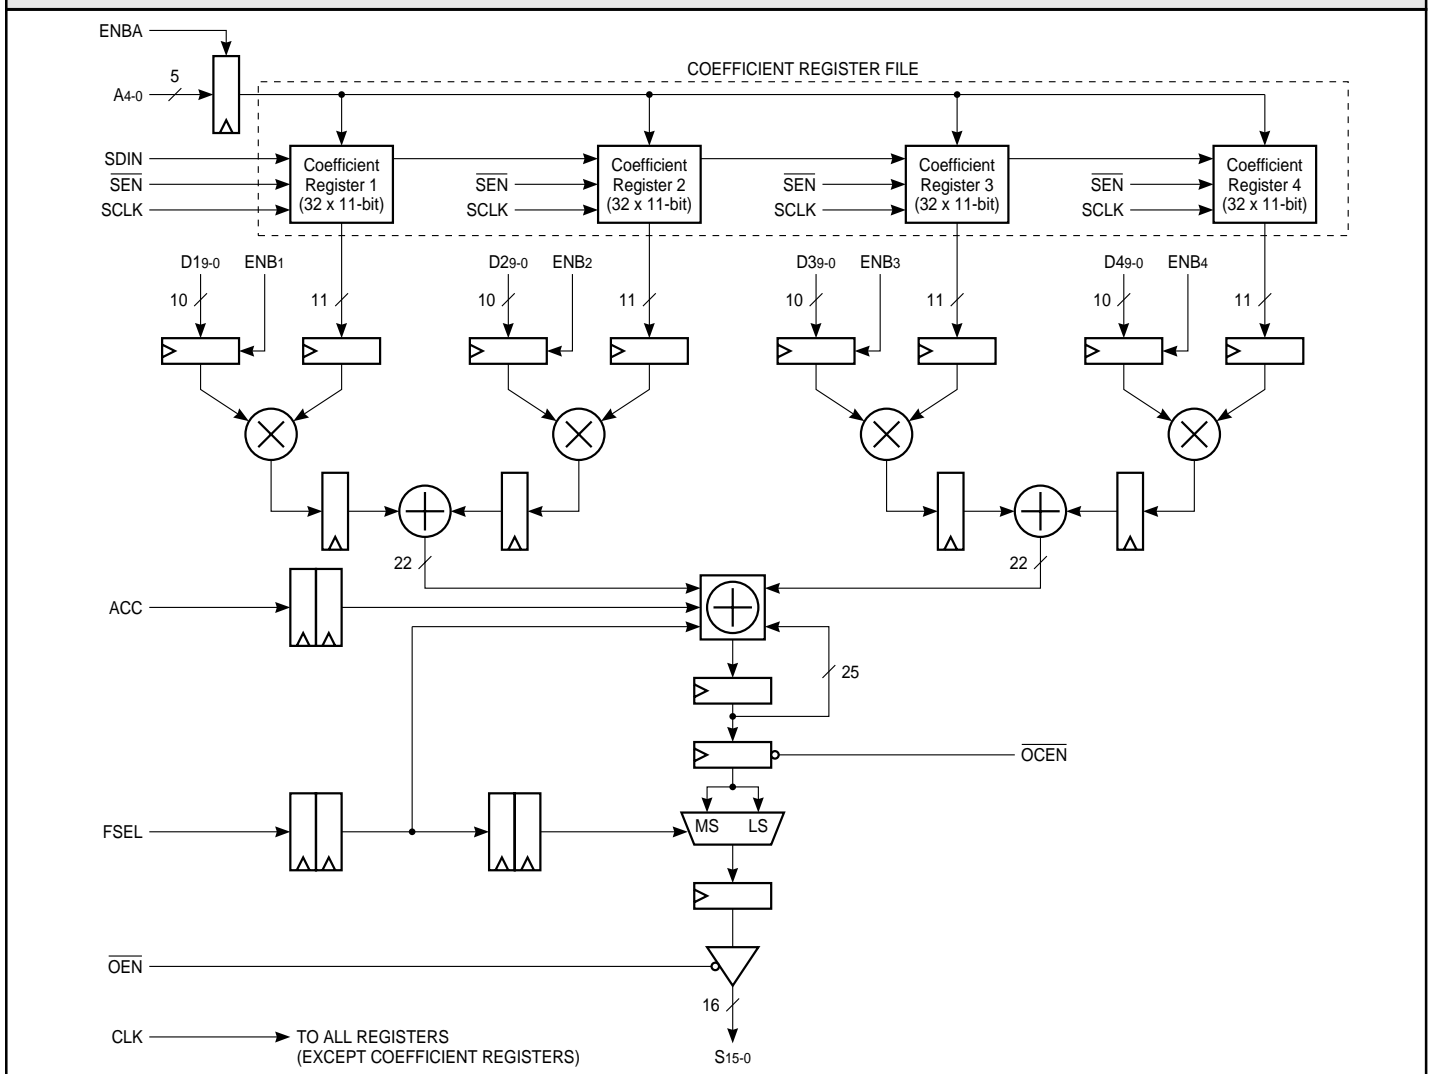 ENBA
COEFFICIENT REGISTER FILE
5
A4-0
SDIN
SEN
SCLK
Coefficient
Register 1
(32 x 11-bit)
SEN
SCLK
Coefficient
Register 2
(32 x 11-bit)
SEN
SCLK
Coefficient
Register 3
(32 x 11-bit)
SEN
SCLK
Coefficient
Register 4
(32 x 11-bit)
D19-0 ENB1 D29-0 ENB2 D39-0 ENB3 D49-0 ENB4
10 11 10 11 10 11 10 11
22 22
ACC
25
OCEN
FSEL
MS LS
OEN
16
CLK TO ALL REGISTERS
(EXCEPT COEFFICIENT REGISTERS)
S15-0